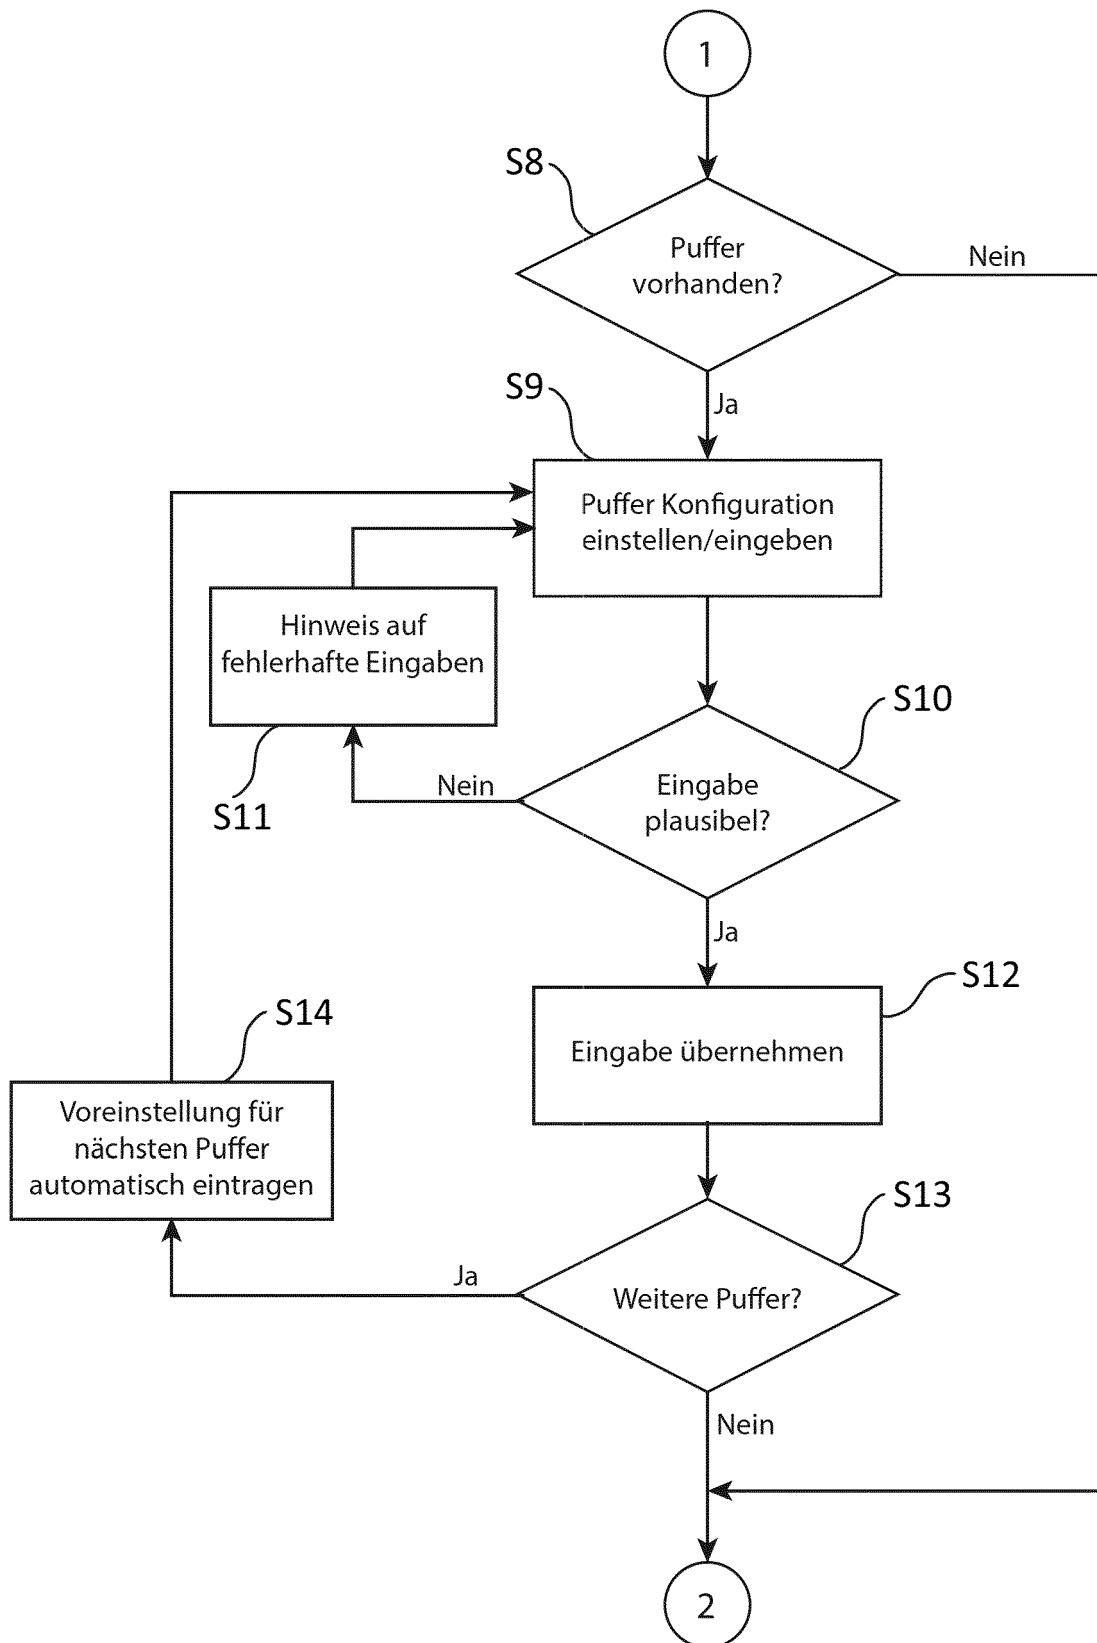 1
S8
Puffer
vorhanden?
Nein
S9
Ja
Puffer Konfiguration
einstellen/eingeben
Hinweis auf
fehlerhafte Eingaben
S11
Nein
S10
Eingabe
plausibel?
Ja
S12
Eingabe übernehmen
S14
Voreinstellung für
nächsten Puffer
automatisch eintragen
S13
Ja
Weitere Puffer?
Nein
2